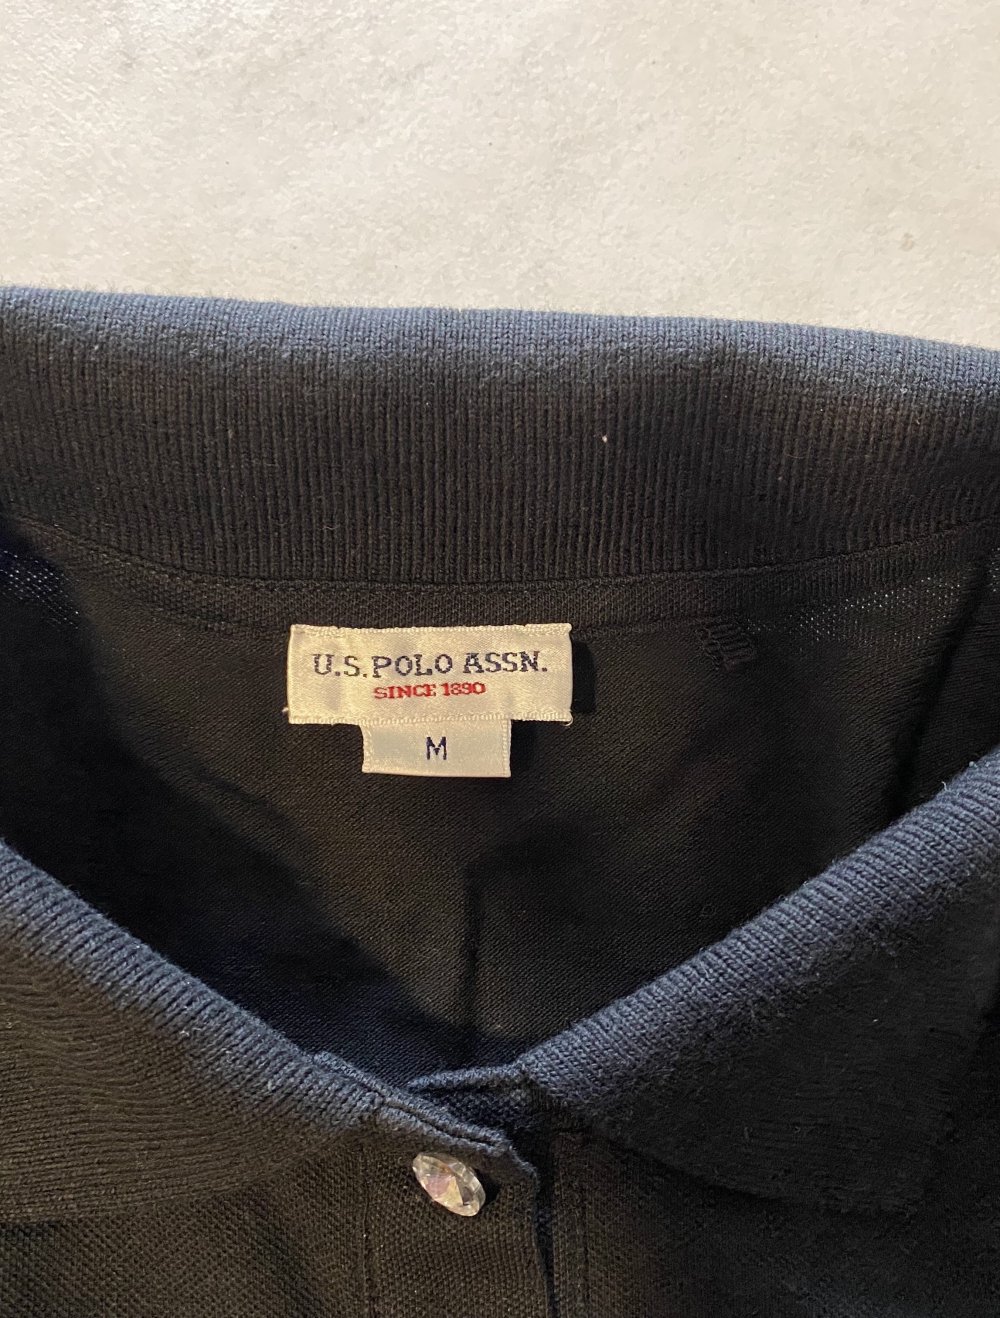 U.S. POLO ASSN.
SINCE 1890
M